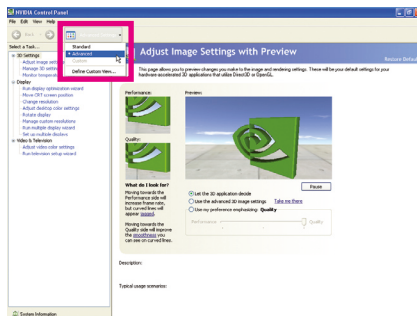 NVIDIA Control Panel
File Edit View Help
Back
Standard
Advanced
Custom
Define Custom View...
Select a Task...
3D Settings
Adjust image settings
Manage 3D settings
Monitor temperature
Display
Run display optimization wizard
Move CRT screen position
Change resolution
Adjust desktop color settings
Rotate display
Manage custom resolutions
Run multiple display wizard
Set up multiple displays
Video & Television
Adjust video color settings
Run television setup wizard
System Information
Adjust Image Settings with Preview
Restore Defaults
This page allows you to preview changes you make to the image and rendering settings. These will be your default settings for your
hardware-accelerated 3D applications that utilize Direct3D or OpenGL.
Performance:
Preview:
Quality:
What do I look for?
Moving towards the
Performance side will
increase frame rate,
but curved lines will
appear jagged.
Moving towards the
Quality side will improve
the smoothness you
can see on curved lines.
Pause
Let the 3D application decide
Use the advanced 3D image settings Take me there
Use my preference emphasizing: Quality
Performance Quality
Description:
Typical usage scenarios: